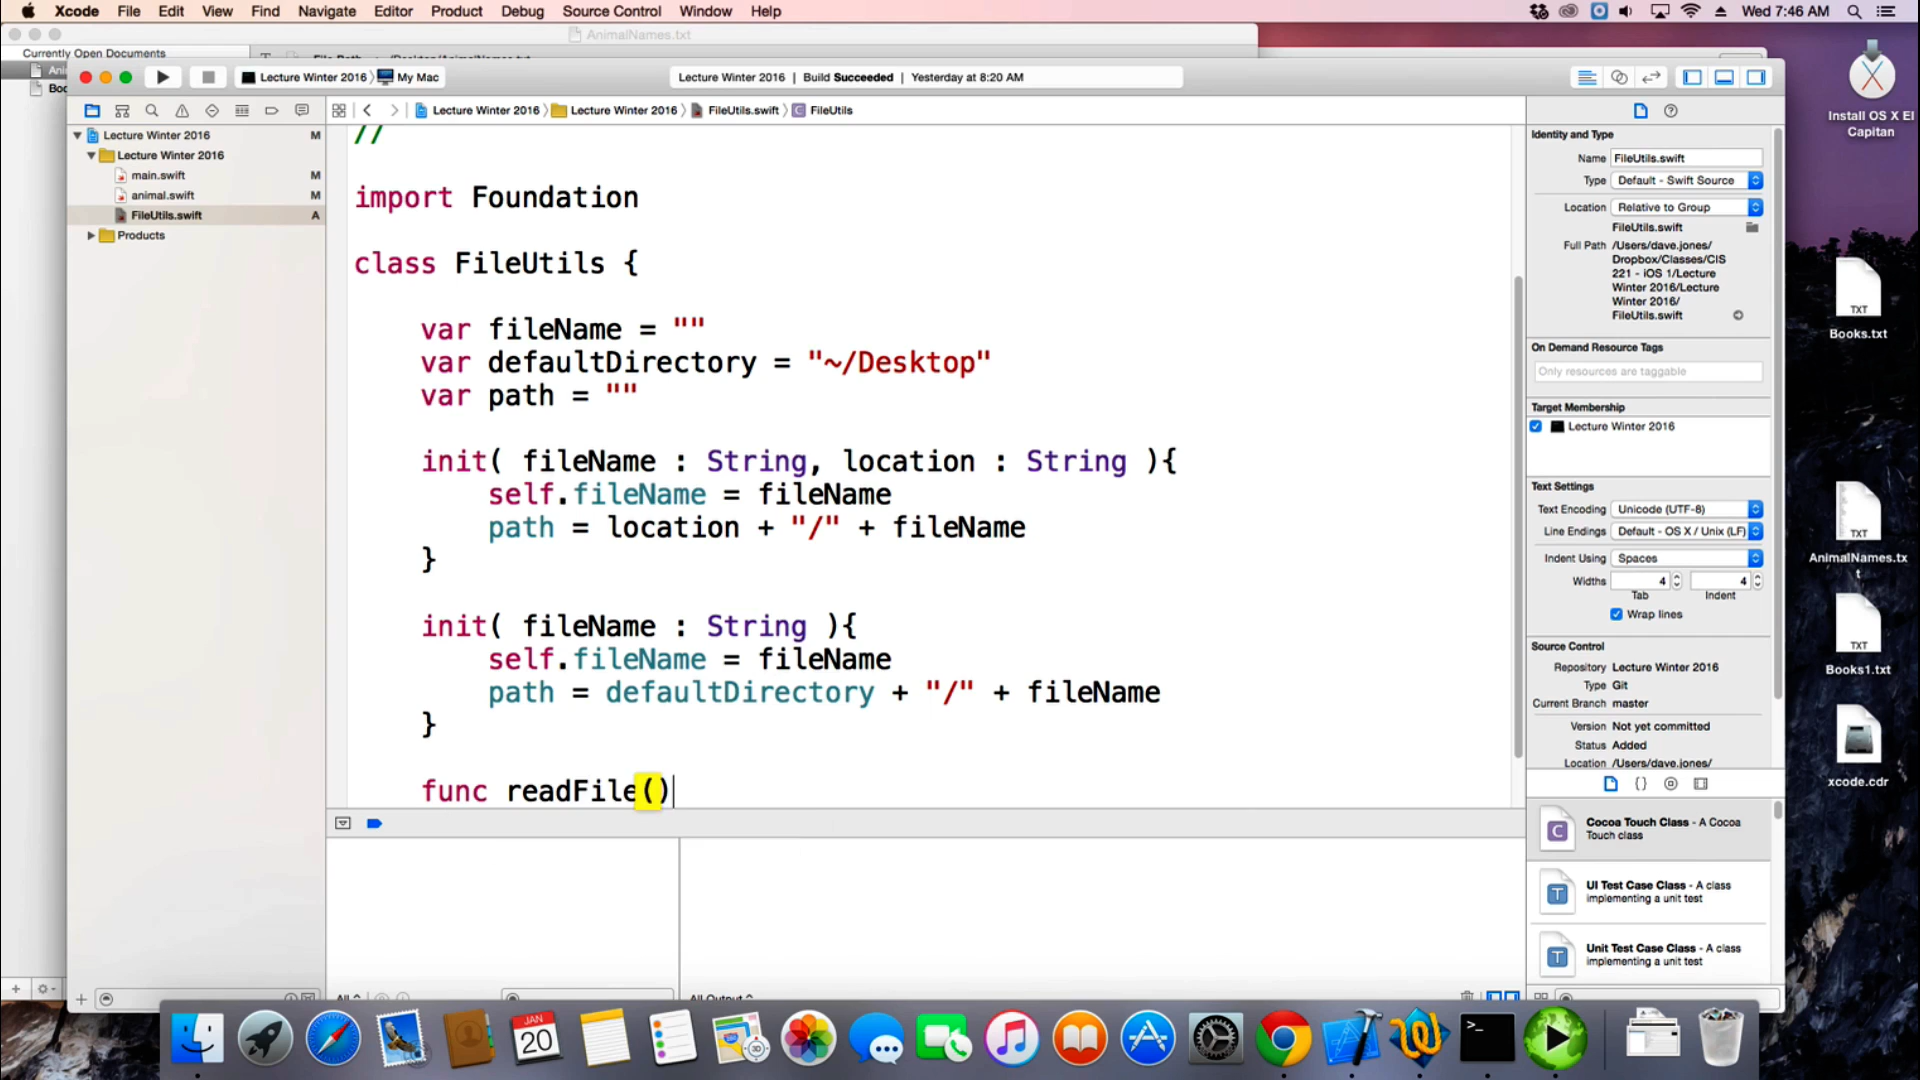 Xcode File Edit View Find Navigate Editor Product Debug Source Control Window Help
Wed 7:46 AM
AnimalNames.txt
Currently Open Documents
Lecture Winter 2016 My Mac
Lecture Winter 2016 | Build Succeeded | Yesterday at 8:20 AM
Lecture Winter 2016 Lecture Winter 2016 FileUtils.swift FileUtils
Lecture Winter 2016 M
Lecture Winter 2016
main.swift M
animal.swift M
FileUtils.swift A
Products
//
import Foundation
class FileUtils {
var fileName = ""
var defaultDirectory = "~/Desktop"
var path = ""
init( fileName : String, location : String ){
self.fileName = fileName
path = location + "/" + fileName
}
init( fileName : String ){
self.fileName = fileName
path = defaultDirectory + "/" + fileName
}
func readFile()
Identity and Type
Name FileUtils.swift
Type Default - Swift Source
Location Relative to Group
FileUtils.swift
Full Path /Users/dave.jones/
Dropbox/Classes/CIS
221 - iOS 1/Lecture
Winter 2016/Lecture
Winter 2016/
FileUtils.swift
On Demand Resource Tags
Only resources are taggable
Target Membership
Lecture Winter 2016
Text Settings
Text Encoding Unicode (UTF-8)
Line Endings Default - OS X / Unix (LF)
Indent Using Spaces
Widths 4 4
Tab Indent
Wrap lines
Source Control
Repository Lecture Winter 2016
Type Git
Current Branch master
Version Not yet committed
Status Added
Location /Users/dave.jones/
Cocoa Touch Class - A Cocoa
Touch class
UI Test Case Class - A class
implementing a unit test
Unit Test Case Class - A class
implementing a unit test
Install OS X El
Capitan
TXT
Books.txt
TXT
AnimalNames.tx
t
TXT
Books1.txt
xcode.cdr
JAN
20